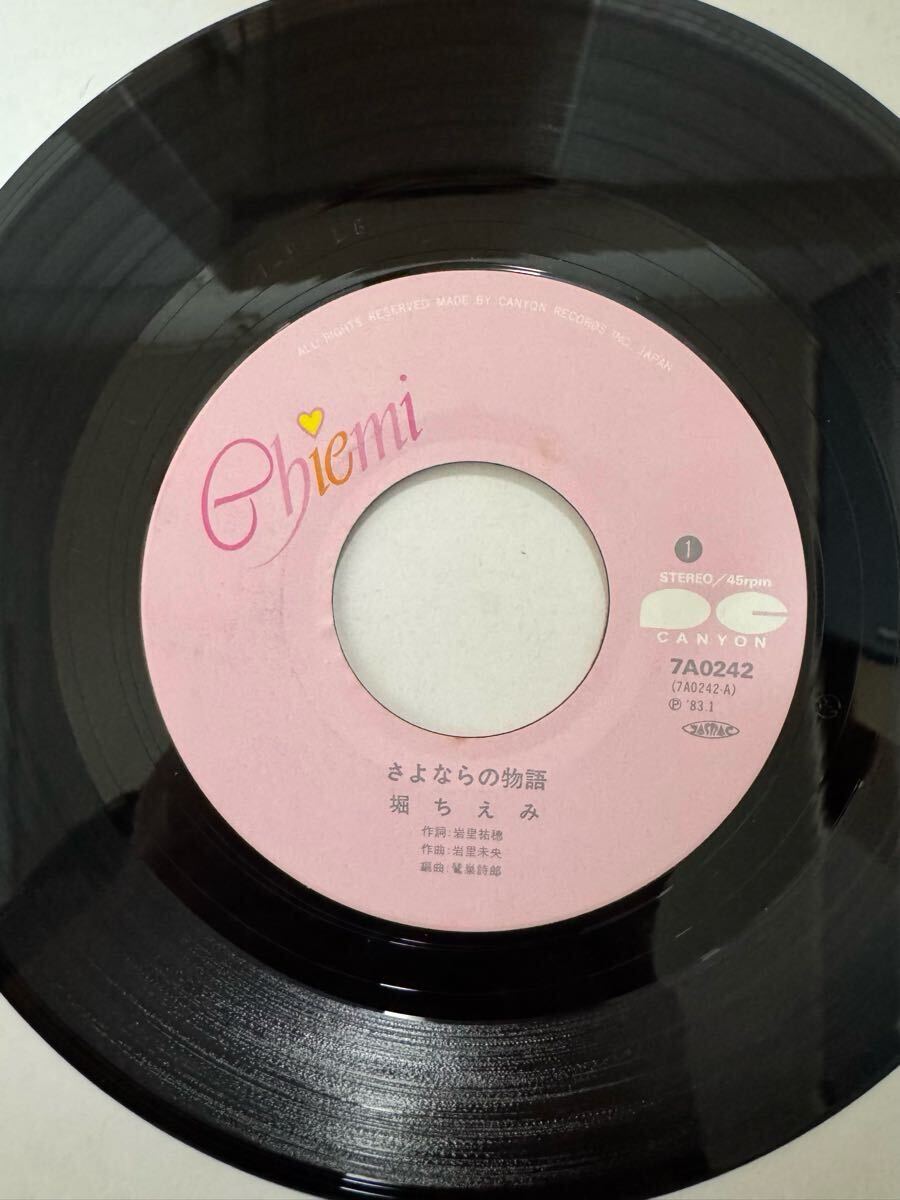 ALL RIGHTS RESERVED MADE BY CANYON RECORDS INC. JAPAN
Chiemi
1
STEREO/45rpm
CANYON
7A0242
(7A0242-A)
Ⓟ '83.1
JASRAC
さよならの物語
堀ちえみ
作詞:岩里祐穂
作曲:岩里未央
編曲:鷺巣詩郎